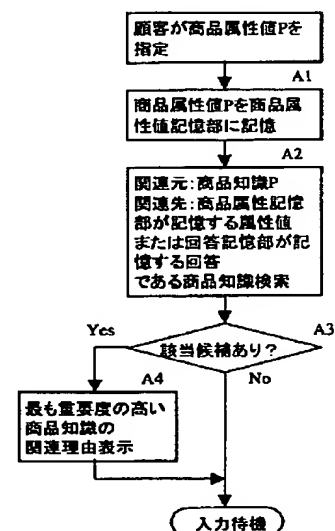 顧客が商品属性値Pを
指定
A1
商品属性値Pを商品属
性値記憶部に記憶
A2
関連元:商品知識P
関連先:商品属性記憶
部が記憶する属性値
または回答記憶部が記
憶する回答
である商品知識検索
A3
該当候補あり?
Yes
No
A4
最も重要度の高い
商品知識の
関連理由表示
入力待機